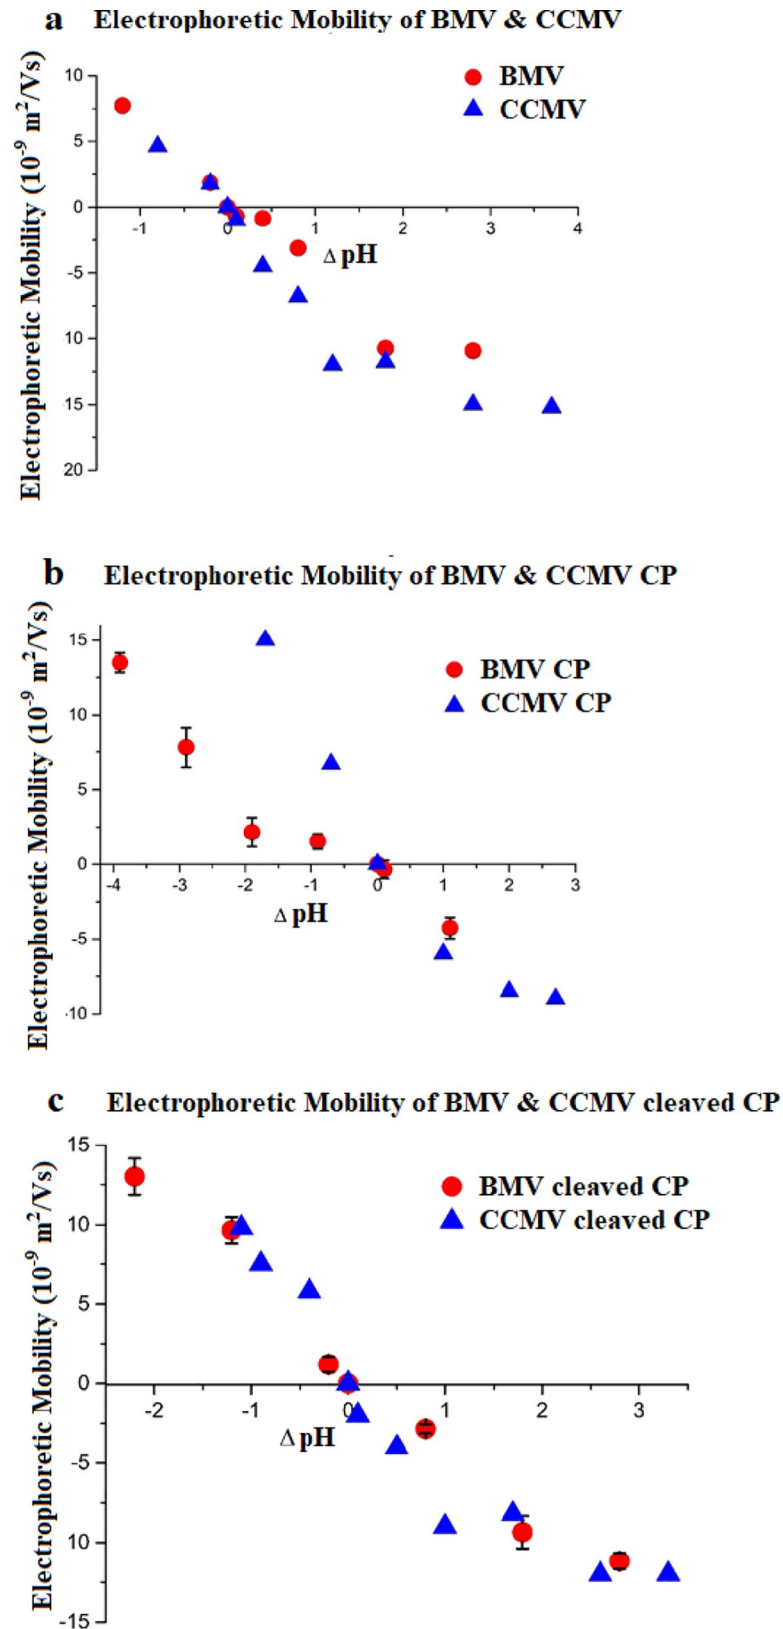 a Electrophoretic Mobility of BMV & CCMV
Electrophoretic Mobility (10⁻⁹ m²/Vs)
BMV
CCMV
10
5
0
-5
10
15
20
-1
0
1
2
3
4
Δ pH
b Electrophoretic Mobility of BMV & CCMV CP
Electrophoretic Mobility (10⁻⁹ m²/Vs)
BMV CP
CCMV CP
15
10
5
0
-5
-10
-4
-3
-2
-1
0
1
2
3
Δ pH
c Electrophoretic Mobility of BMV & CCMV cleaved CP
Electrophoretic Mobility (10⁻⁹ m²/Vs)
BMV cleaved CP
CCMV cleaved CP
15
10
5
0
-5
10
-15
-2
-1
0
1
2
3
Δ pH